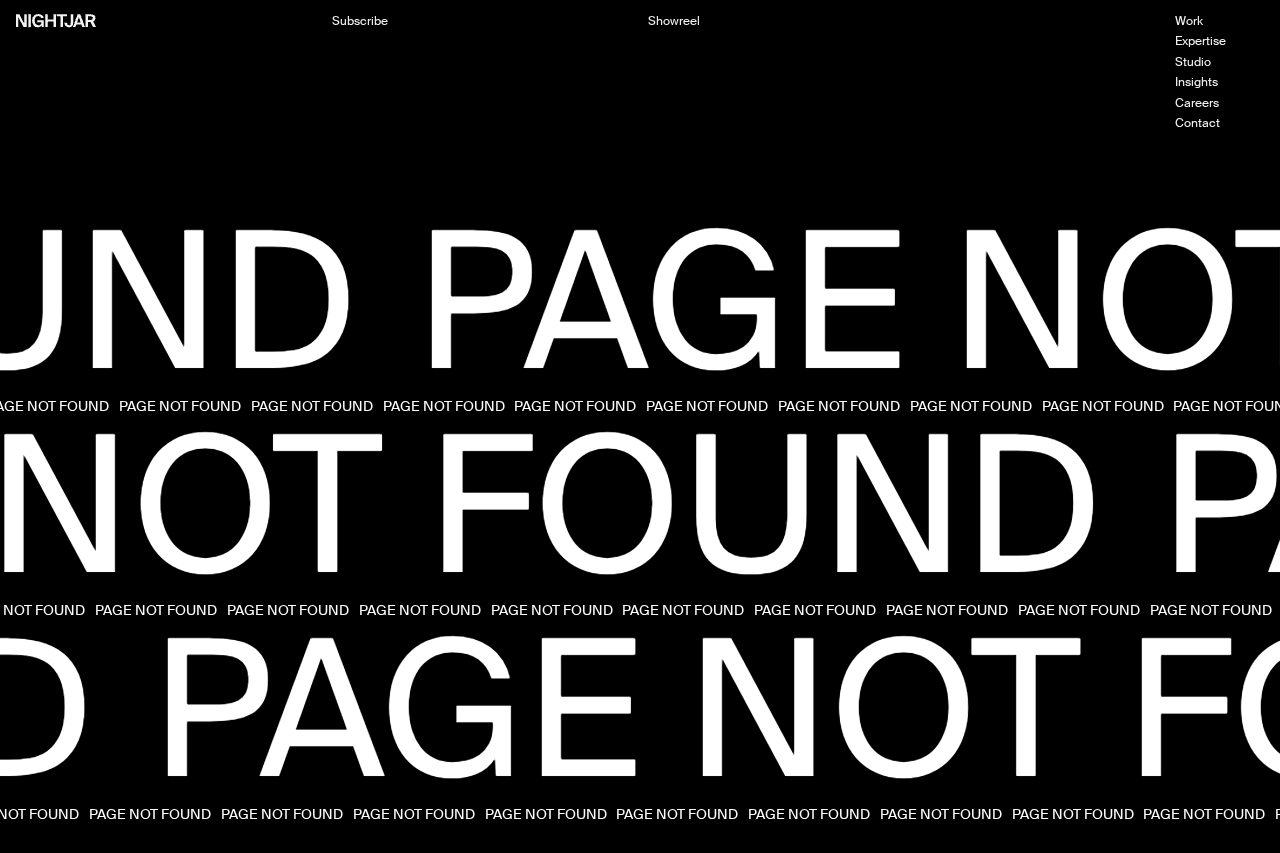 NIGHTJAR Subscribe Showreel Work
Expertise
Studio
Insights
Careers
Contact
UND PAGE NOT
AGE NOT FOUND PAGE NOT FOUND PAGE NOT FOUND PAGE NOT FOUND PAGE NOT FOUND PAGE NOT FOUND PAGE NOT FOUND PAGE NOT FOUND PAGE NOT FOUND PAGE NOT FOUN
NOT FOUND PA
NOT FOUND PAGE NOT FOUND PAGE NOT FOUND PAGE NOT FOUND PAGE NOT FOUND PAGE NOT FOUND PAGE NOT FOUND PAGE NOT FOUND PAGE NOT FOUND PAGE NOT FOUND
D PAGE NOT FO
NOT FOUND PAGE NOT FOUND PAGE NOT FOUND PAGE NOT FOUND PAGE NOT FOUND PAGE NOT FOUND PAGE NOT FOUND PAGE NOT FOUND PAGE NOT FOUND PAGE NOT FOUND